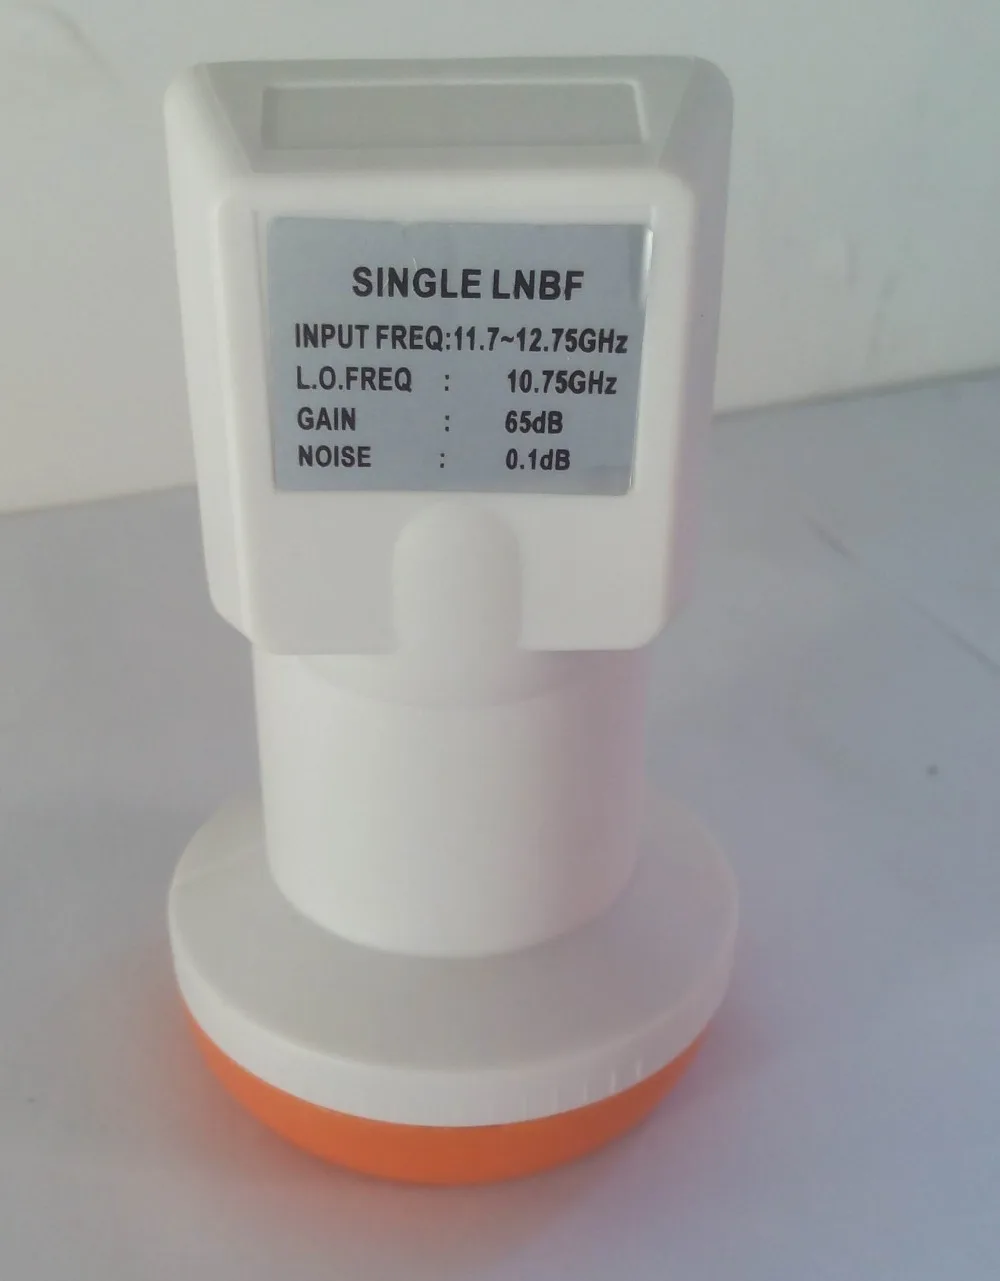 SINGLE LNBF
INPUT FREQ:11.7~12.75GHz
L.O.FREQ : 10.75GHz
GAIN : 65dB
NOISE : 0.1dB